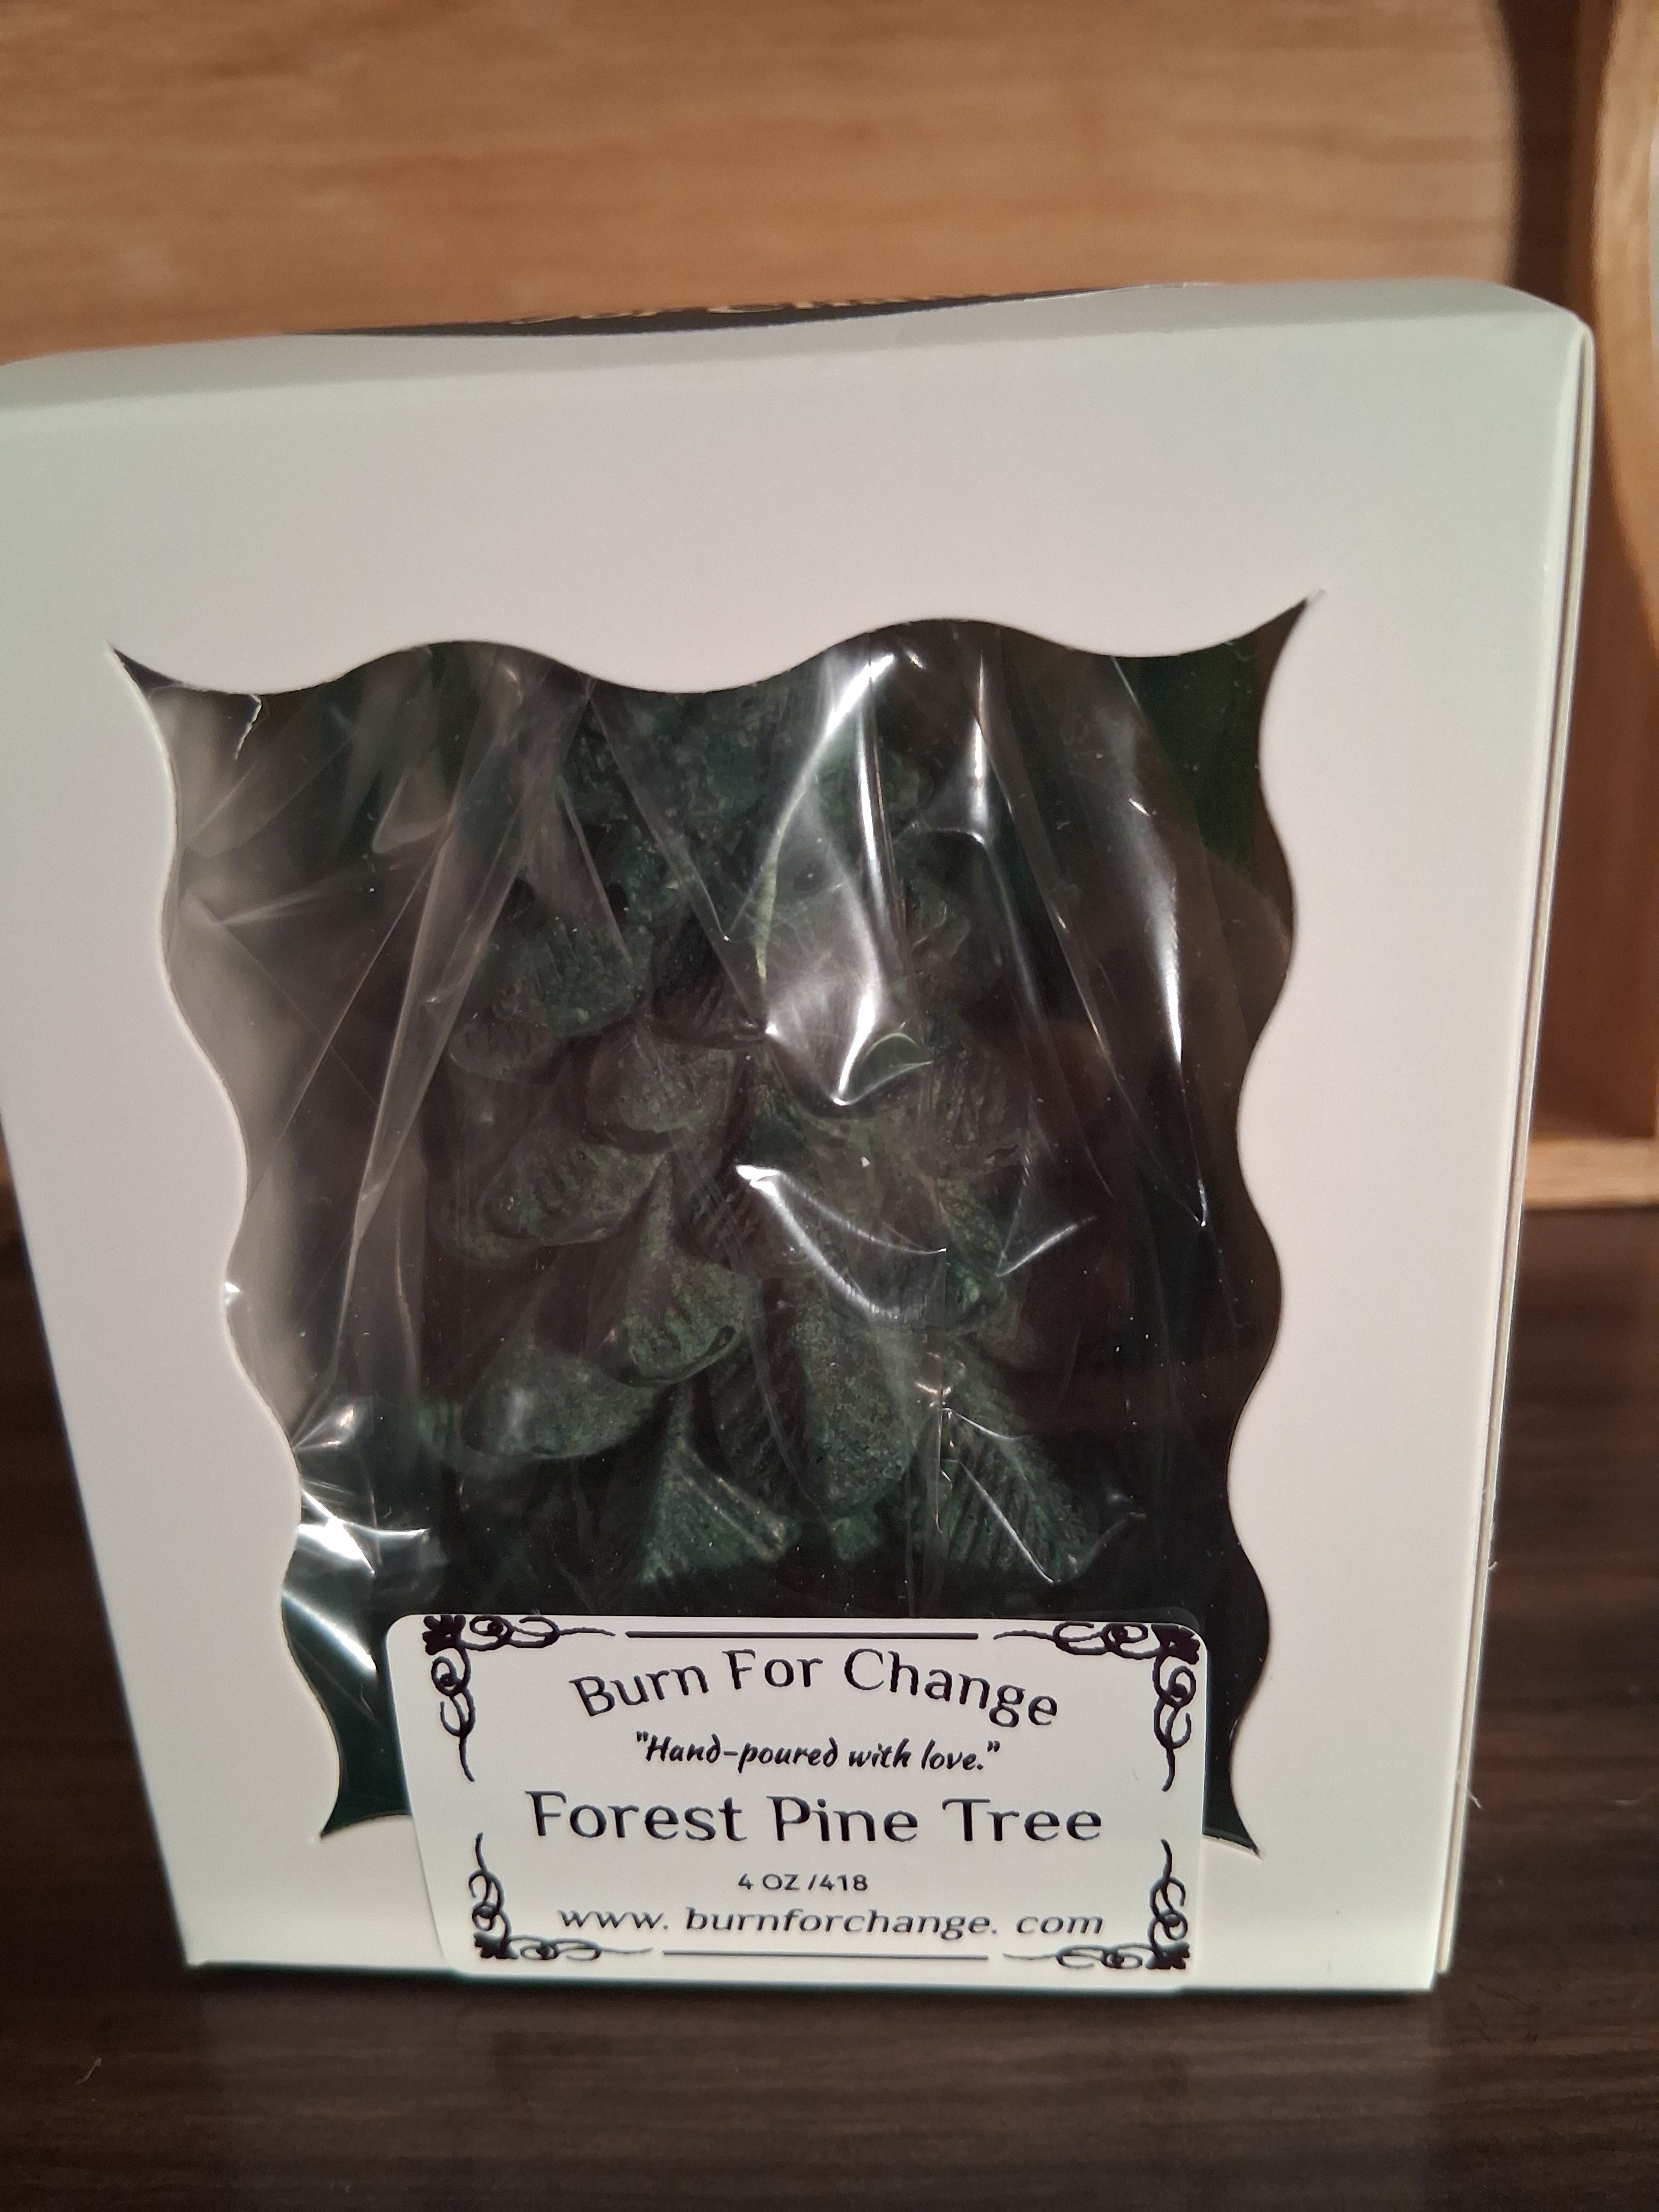 Burn For Change
"Hand-poured with love."
Forest Pine Tree
4 OZ /418
www. burnforchange. com